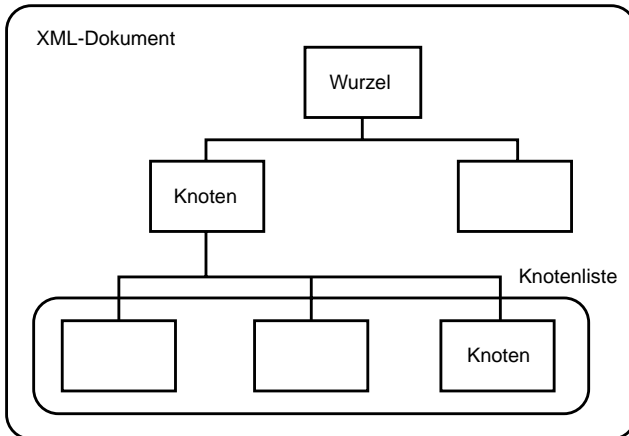 XML-Dokument
Wurzel
Knoten
Knotenliste
Knoten